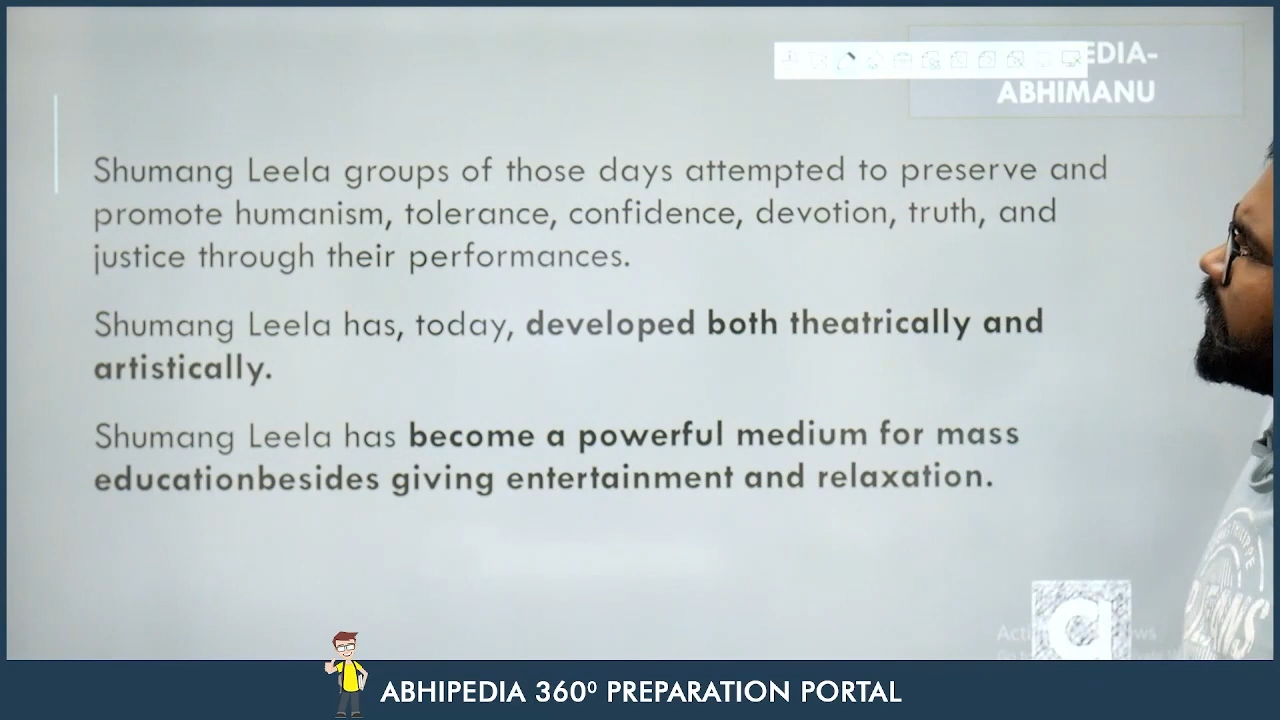 EDIA-
ABHIMANU
Shumang Leela groups of those days attempted to preserve and
promote humanism, tolerance, confidence, devotion, truth, and
justice through their performances.
Shumang Leela has, today, developed both theatrically and
artistically.
Shumang Leela has become a powerful medium for mass
educationbesides giving entertainment and relaxation.
ABHIPEDIA 360⁰ PREPARATION PORTAL